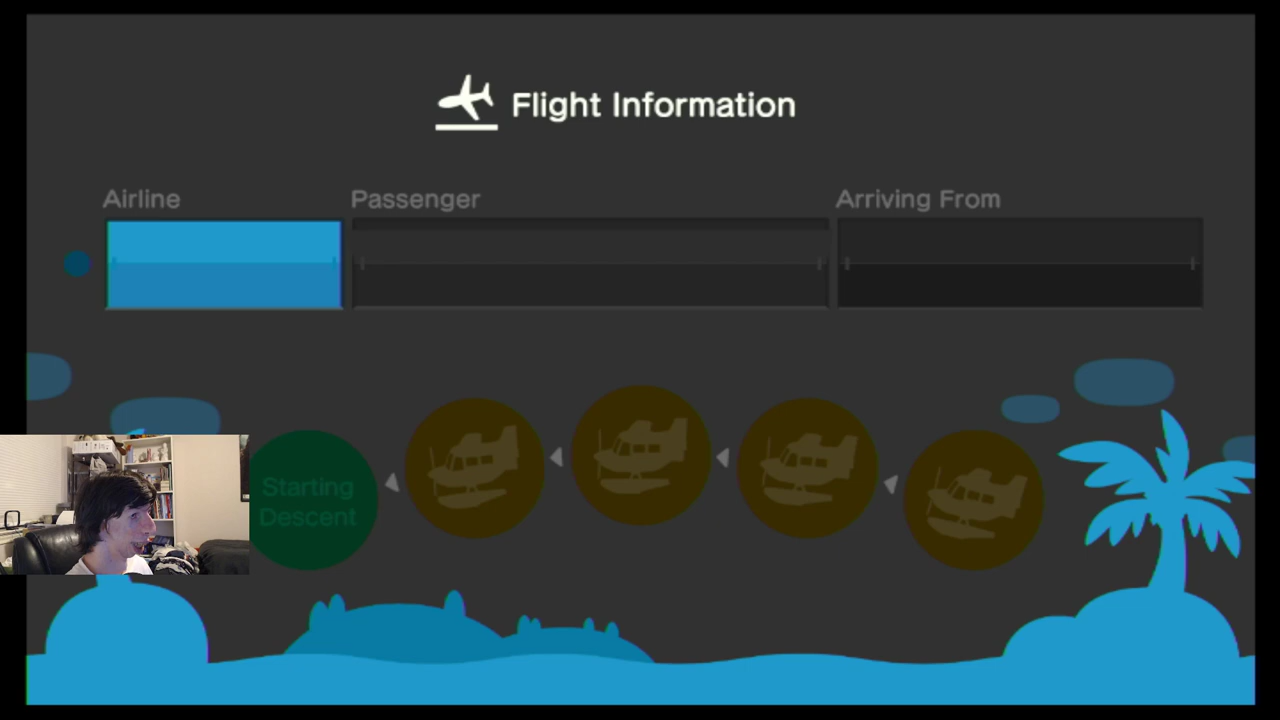 Flight Information
Airline
Passenger
Arriving From
Starting
Descent